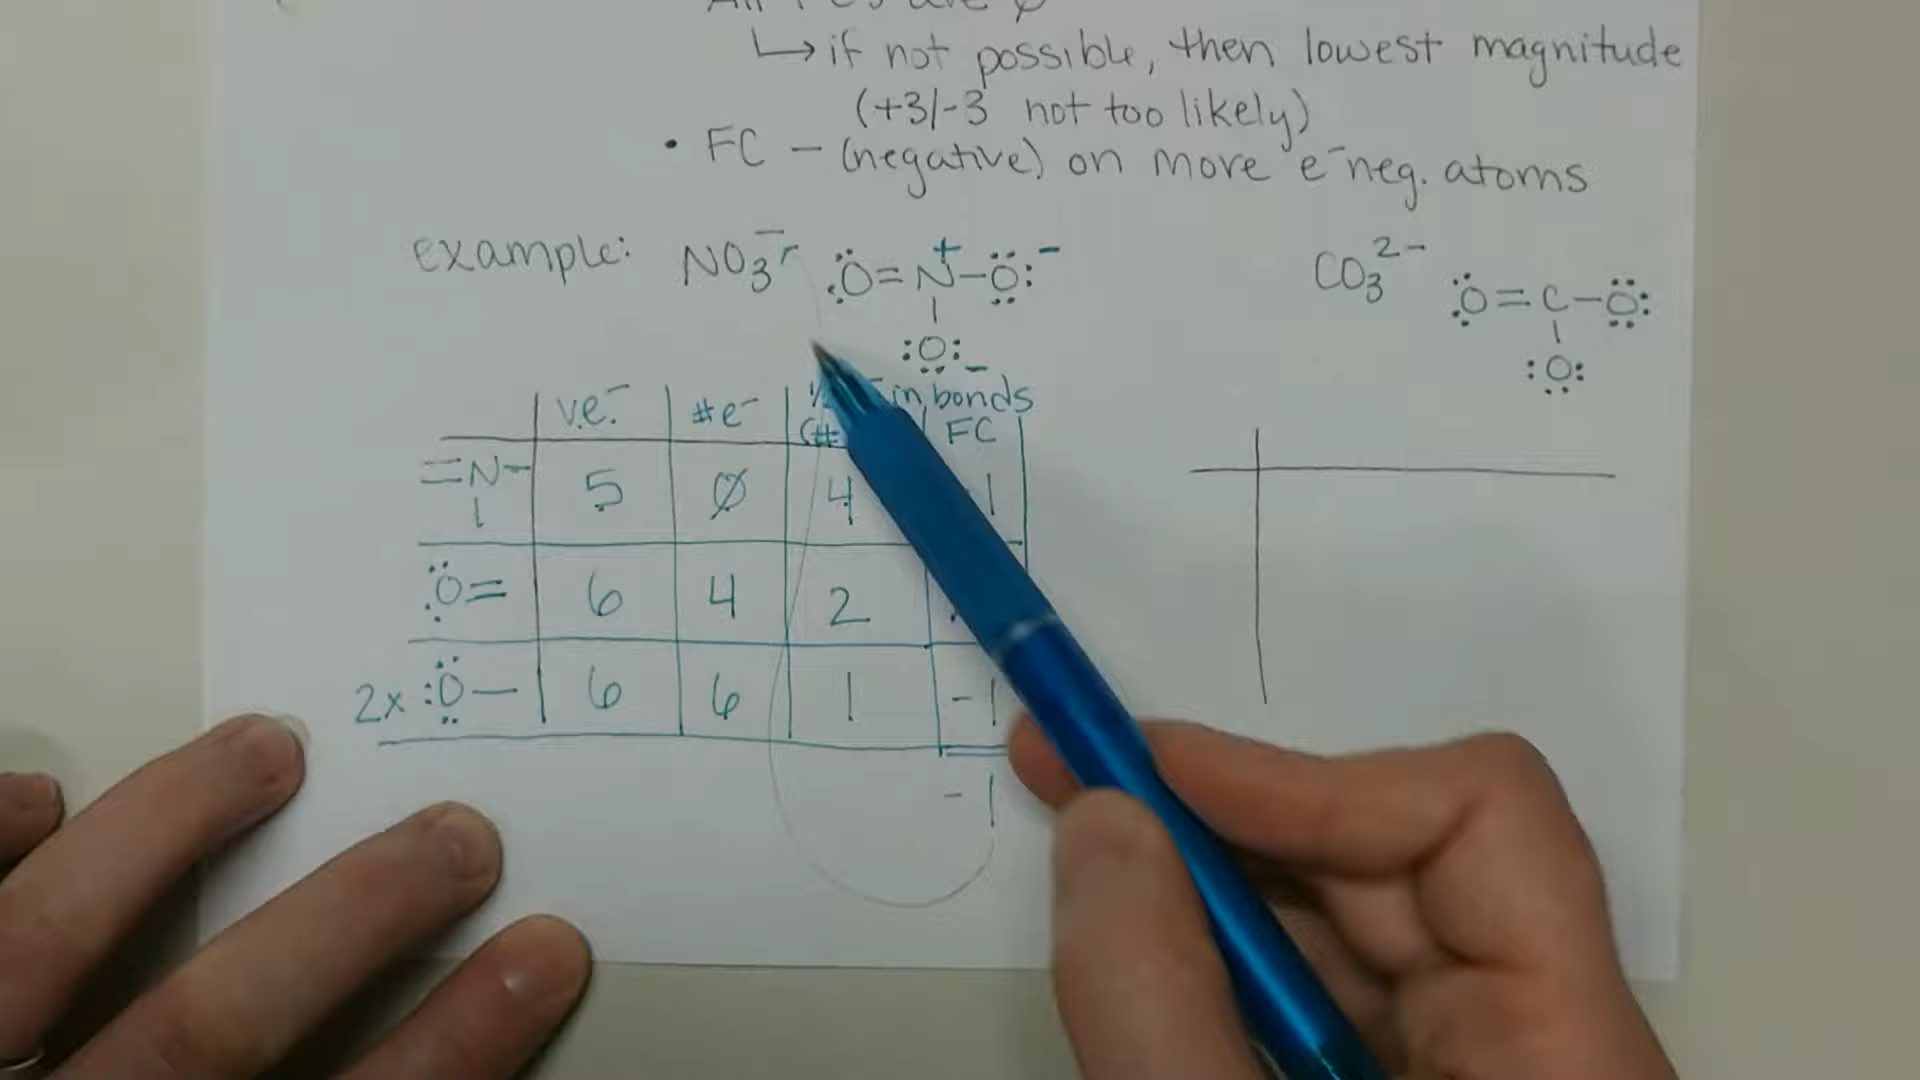 ↳ if not possible, then lowest magnitude
(+3/-3 not too likely)
• FC – (negative) on more e⁻neg. atoms
example: NO₃⁻ O=N⁺–O⁻ CO₃²⁻ O=C–O
O⁻ O
v.e⁻ #e⁻ in bonds
(# FC
=N– 5 ∅ 4 1
O= 6 4 2
2x O– 6 6 1 -1
-1